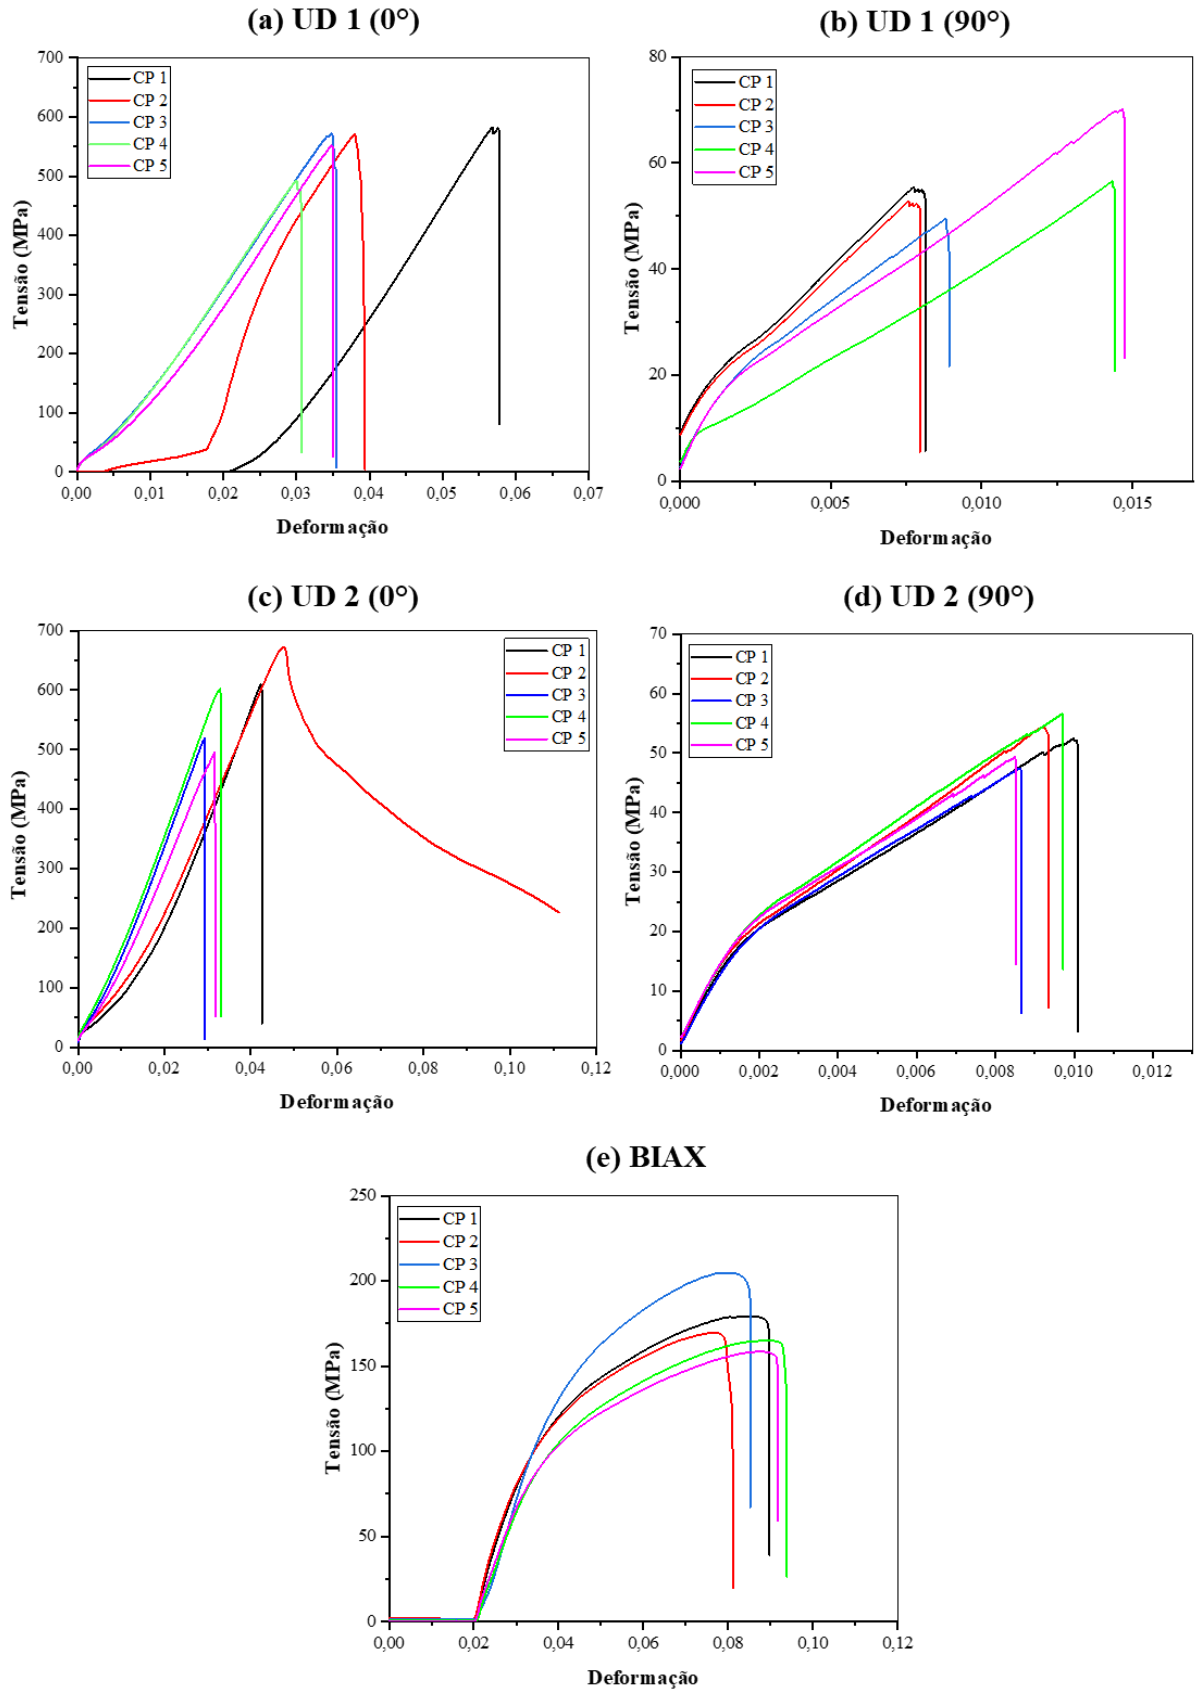 (a) UD 1 (0°)
700
600
500
400
300
200
100
0
Tensão (MPa)
CP 1
CP 2
CP 3
CP 4
CP 5
0,00 0,01 0,02 0,03 0,04 0,05 0,06 0,07
Deformação
(b) UD 1 (90°)
80
60
40
20
0
Tensão (MPa)
CP 1
CP 2
CP 3
CP 4
CP 5
0,000 0,005 0,010 0,015
Deformação
(c) UD 2 (0°)
700
600
500
400
300
200
100
0
Tensão (MPa)
CP 1
CP 2
CP 3
CP 4
CP 5
0,00 0,02 0,04 0,06 0,08 0,10 0,12
Deformação
(d) UD 2 (90°)
70
60
50
40
30
20
10
0
Tensão (MPa)
CP 1
CP 2
CP 3
CP 4
CP 5
0,000 0,002 0,004 0,006 0,008 0,010 0,012
Deformação
(e) BIAX
250
200
150
100
50
0
Tensão (MPa)
CP 1
CP 2
CP 3
CP 4
CP 5
0,00 0,02 0,04 0,06 0,08 0,10 0,12
Deformação